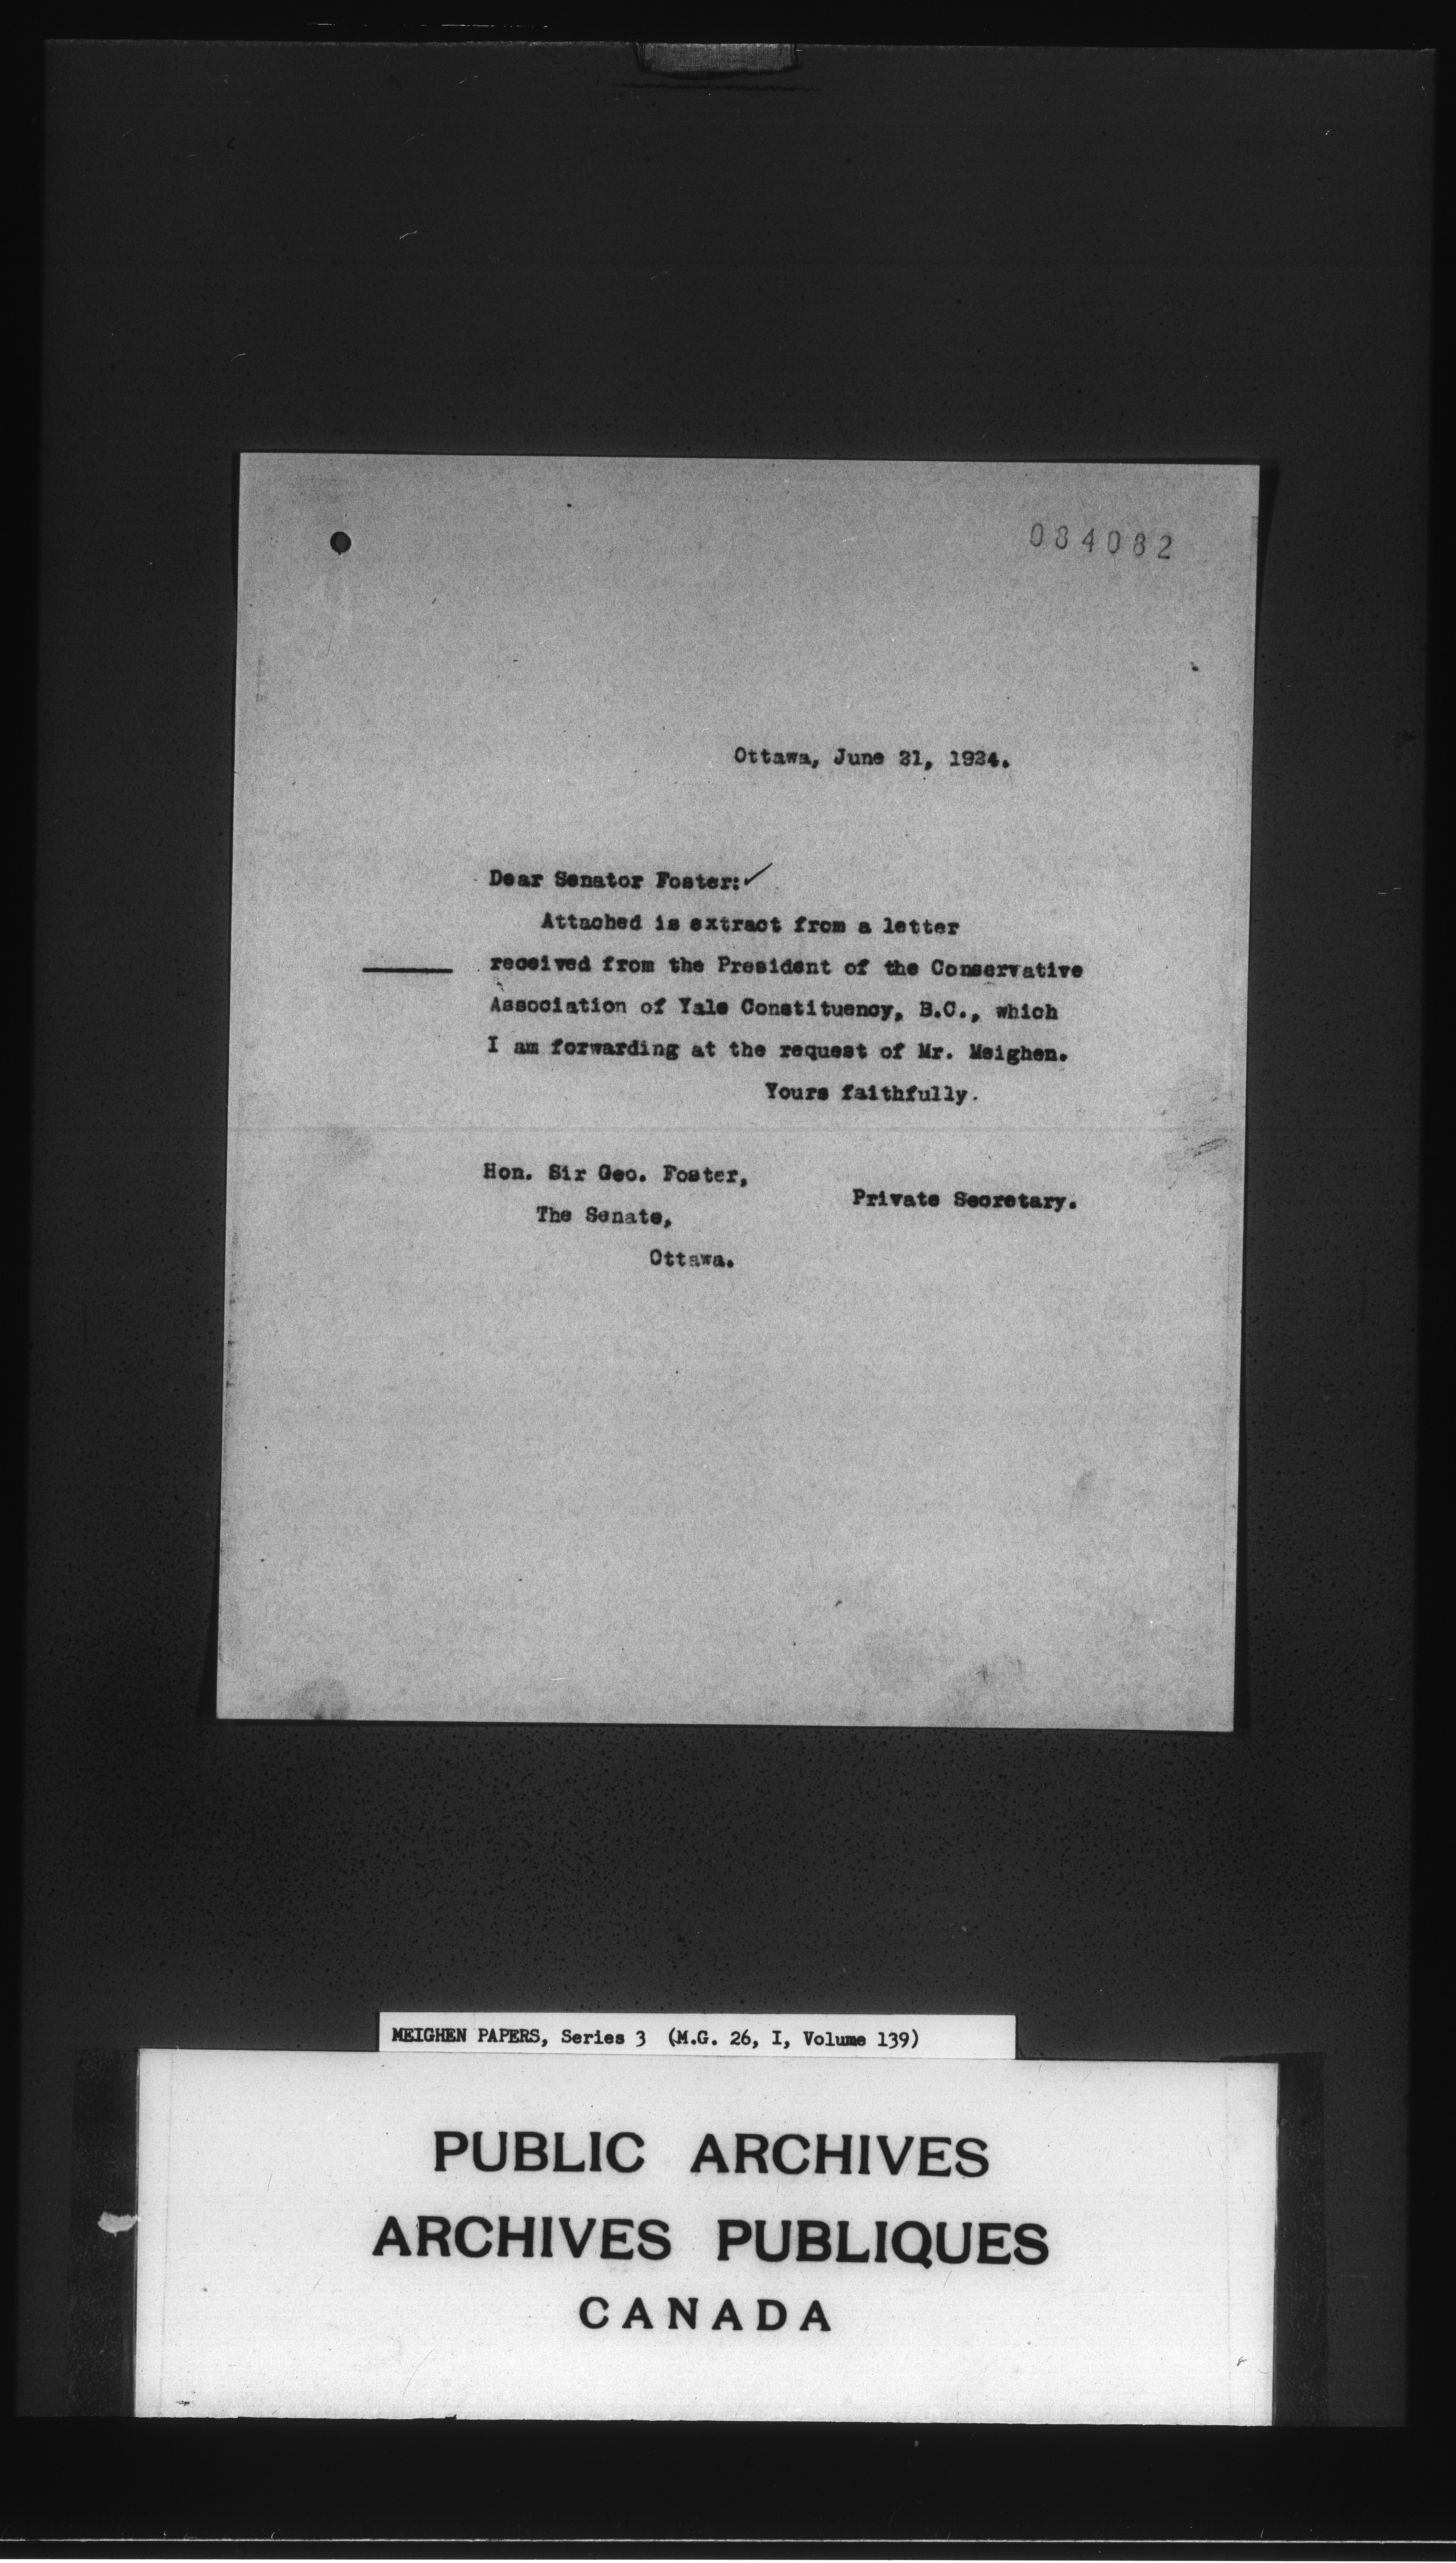 084082
Ottawa, June 21, 1924.
Dear Senator Foster:
Attached is extract from a letter
received from the President of the Conservative
Association of Yale Constituency, B.C., which
I am forwarding at the request of Mr. Meighen.
Yours faithfully.
Hon. Sir Geo. Foster,
Private Secretary.
The Senate,
Ottawa.
MEIGHEN PAPERS, Series 3 (M.G. 26, I, Volume 139)
PUBLIC ARCHIVES
ARCHIVES PUBLIQUES
CANADA